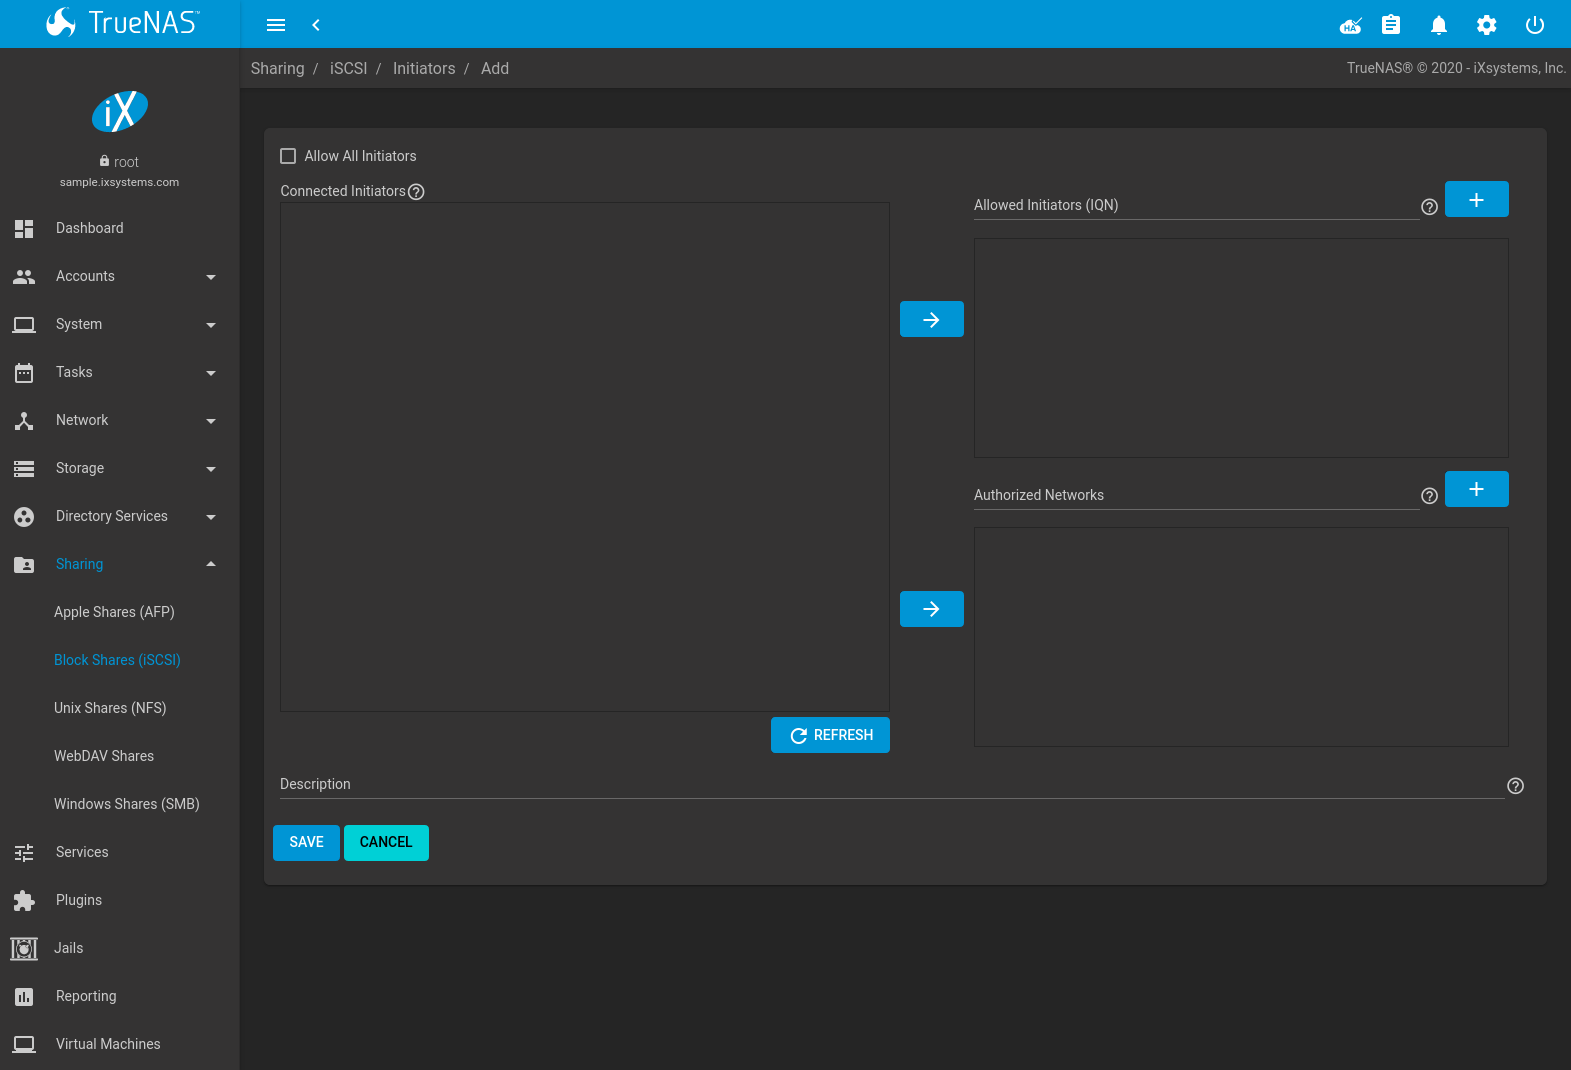 TrueNAS™
HA
Sharing / iSCSI / Initiators / Add
TrueNAS® © 2020 - iXsystems, Inc.
iX
root
sample.ixsystems.com
Dashboard
Accounts
System
Tasks
Network
Storage
Directory Services
Sharing
Apple Shares (AFP)
Block Shares (iSCSI)
Unix Shares (NFS)
WebDAV Shares
Windows Shares (SMB)
Services
Plugins
Jails
Reporting
Virtual Machines
Allow All Initiators
Connected Initiators
REFRESH
Allowed Initiators (IQN)
Authorized Networks
Description
SAVE CANCEL